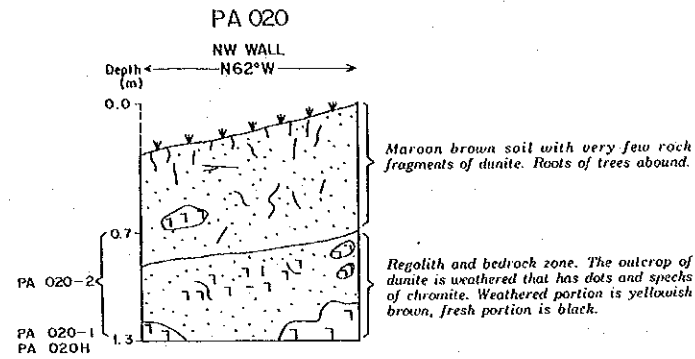 PA 020
NW WALL
Depth (m)
N62°W
0.0
Maroon brown soil with very few rock
fragments of dunite. Roots of trees abound.
0.7
Regolith and bedrock zone. The outcrop of
dunite is weathered that has dots and specks
of chromite. Weathered portion is yellowish
brown, fresh portion is black.
PA 020-2
PA 020-1
PA 020H
1.3